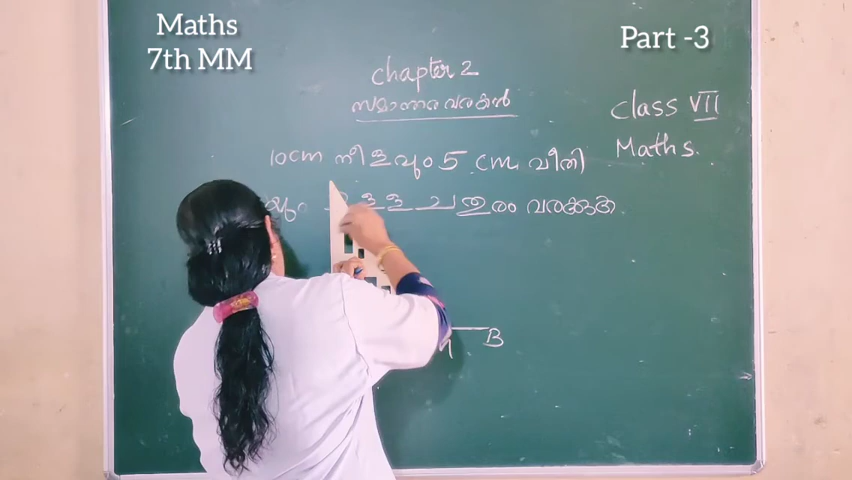 Maths
7th MM
Part -3
Chapter 2
സമാന്തര വരകൾ
Class VII
Maths.
10cm നീളവും 5 cm. വീതി
യും ഉള്ള ചതുരം വരക്കുക.
B